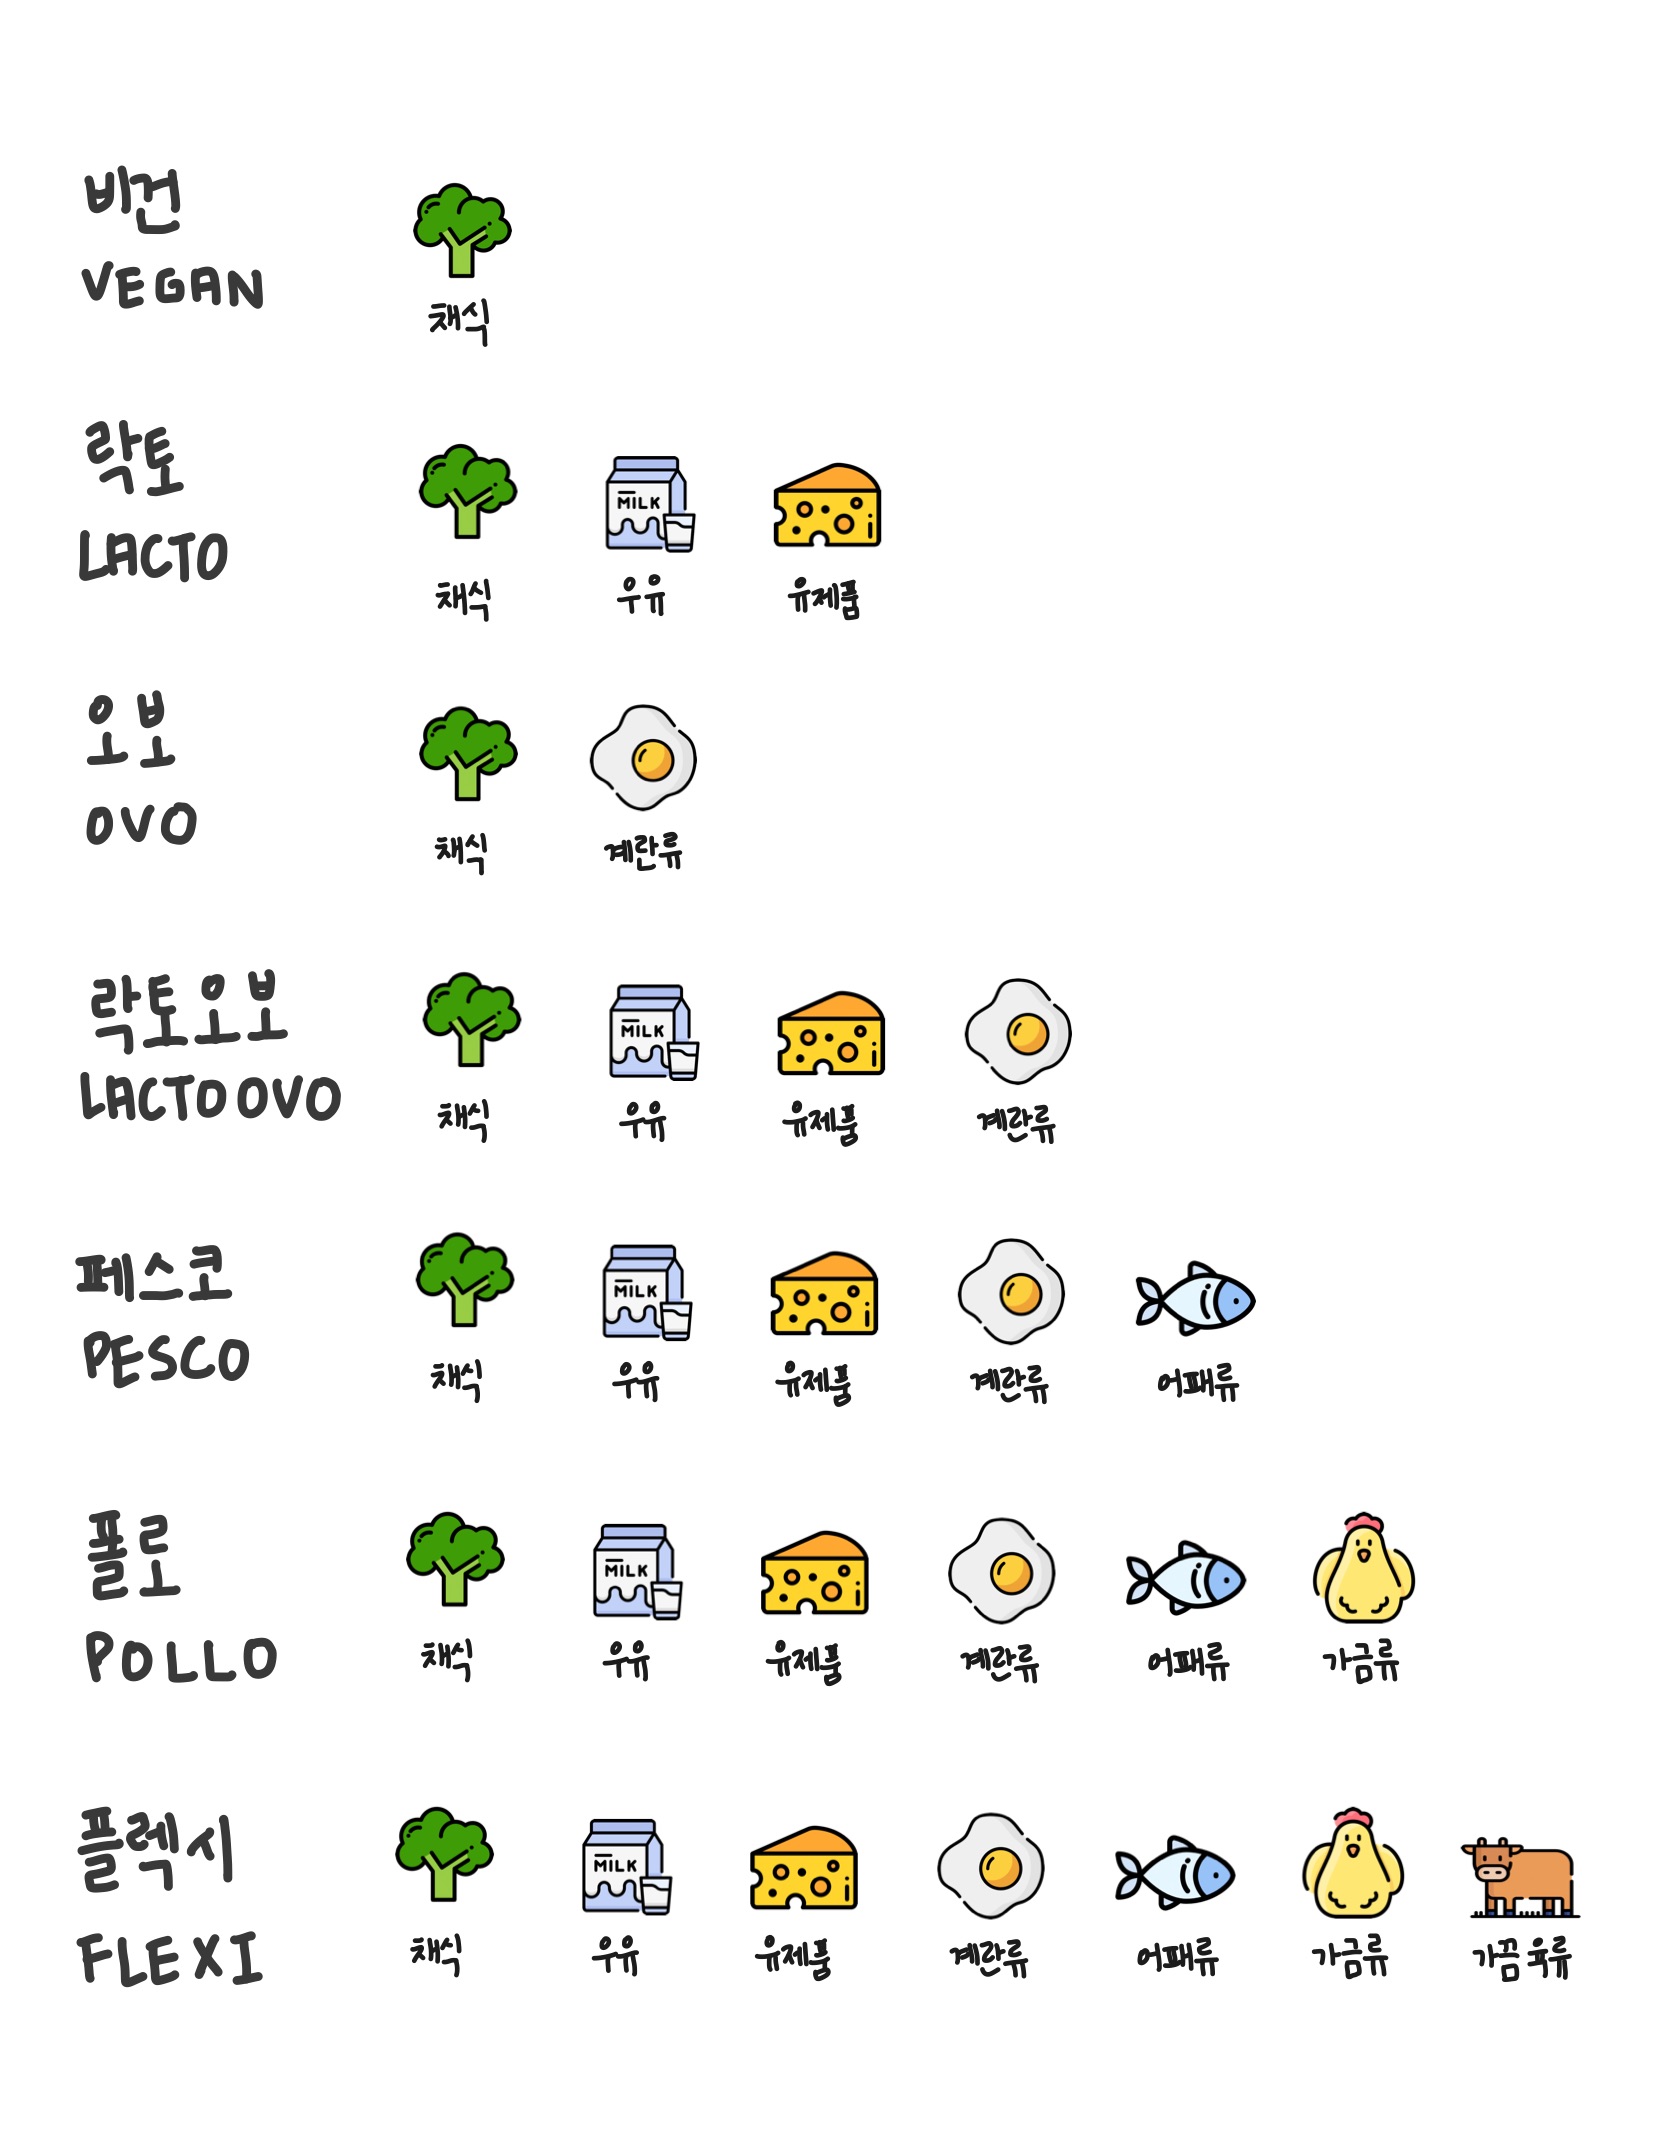 비건
VEGAN
채식
락토
LACTO
MILK
채식 우유 유제품
오보
OVO
채식 계란류
락토오보
LACTO OVO
MILK
채식 우유 유제품 계란류
페스코
PESCO
MILK
채식 우유 유제품 계란류 어패류
폴로
POLLO
MILK
채식 우유 유제품 계란류 어패류 가금류
플렉시
FLEXI
MILK
채식 우유 유제품 계란류 어패류 가금류 가끔 육류